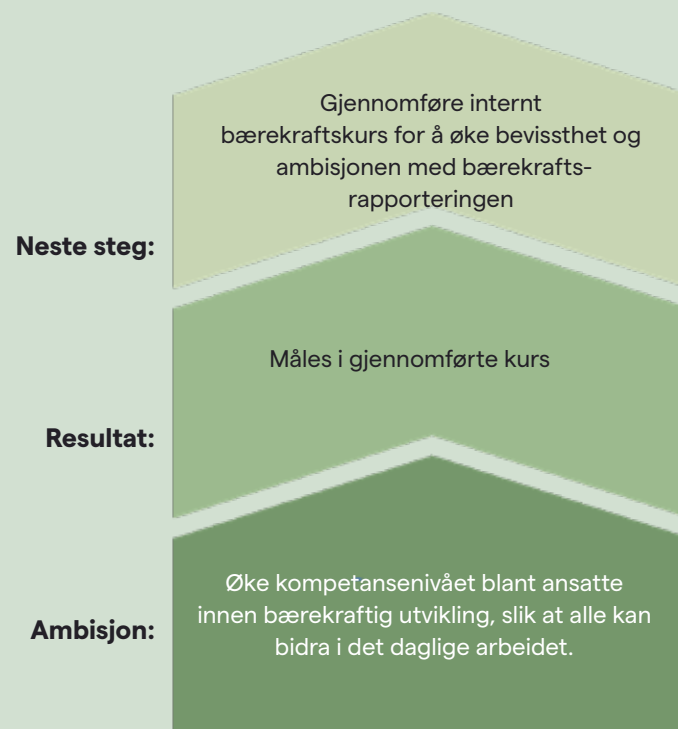 Gjennomføre internt
bærekraftskurs for å øke bevissthet og
ambisjonen med bærekrafts-
rapporteringen
Neste steg:
Måles i gjennomførte kurs
Resultat:
Øke kompetansenivået blant ansatte
innen bærekraftig utvikling, slik at alle kan
bidra i det daglige arbeidet.
Ambisjon: